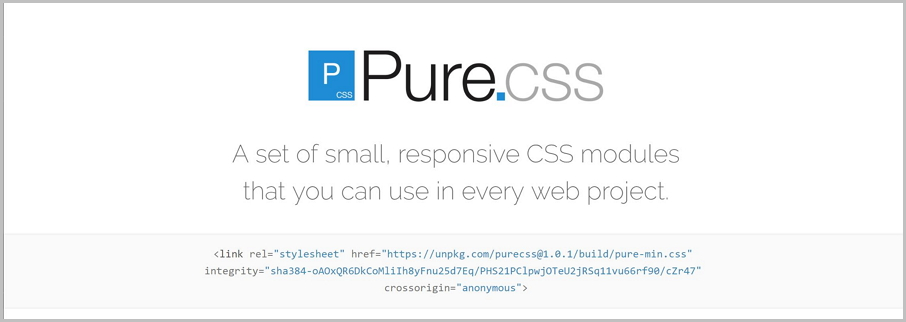 P
CSS
Pure.css
A set of small, responsive CSS modules
that you can use in every web project.
<link rel="stylesheet" href="https://unpkg.com/purecss@1.0.1/build/pure-min.css"
integrity="sha384-oAOxQR6DkCoMliIh8yFnu25d7Eq/PHS21PClpwjOTeU2jRSq11vu66rf90/cZr47"
crossorigin="anonymous">